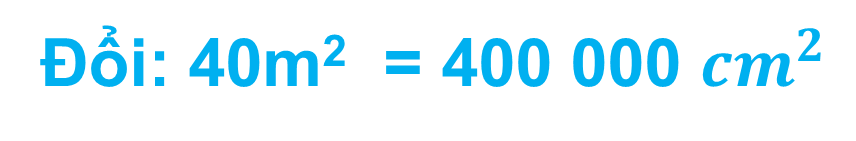 Đổi: 40m² = 400 000 cm²